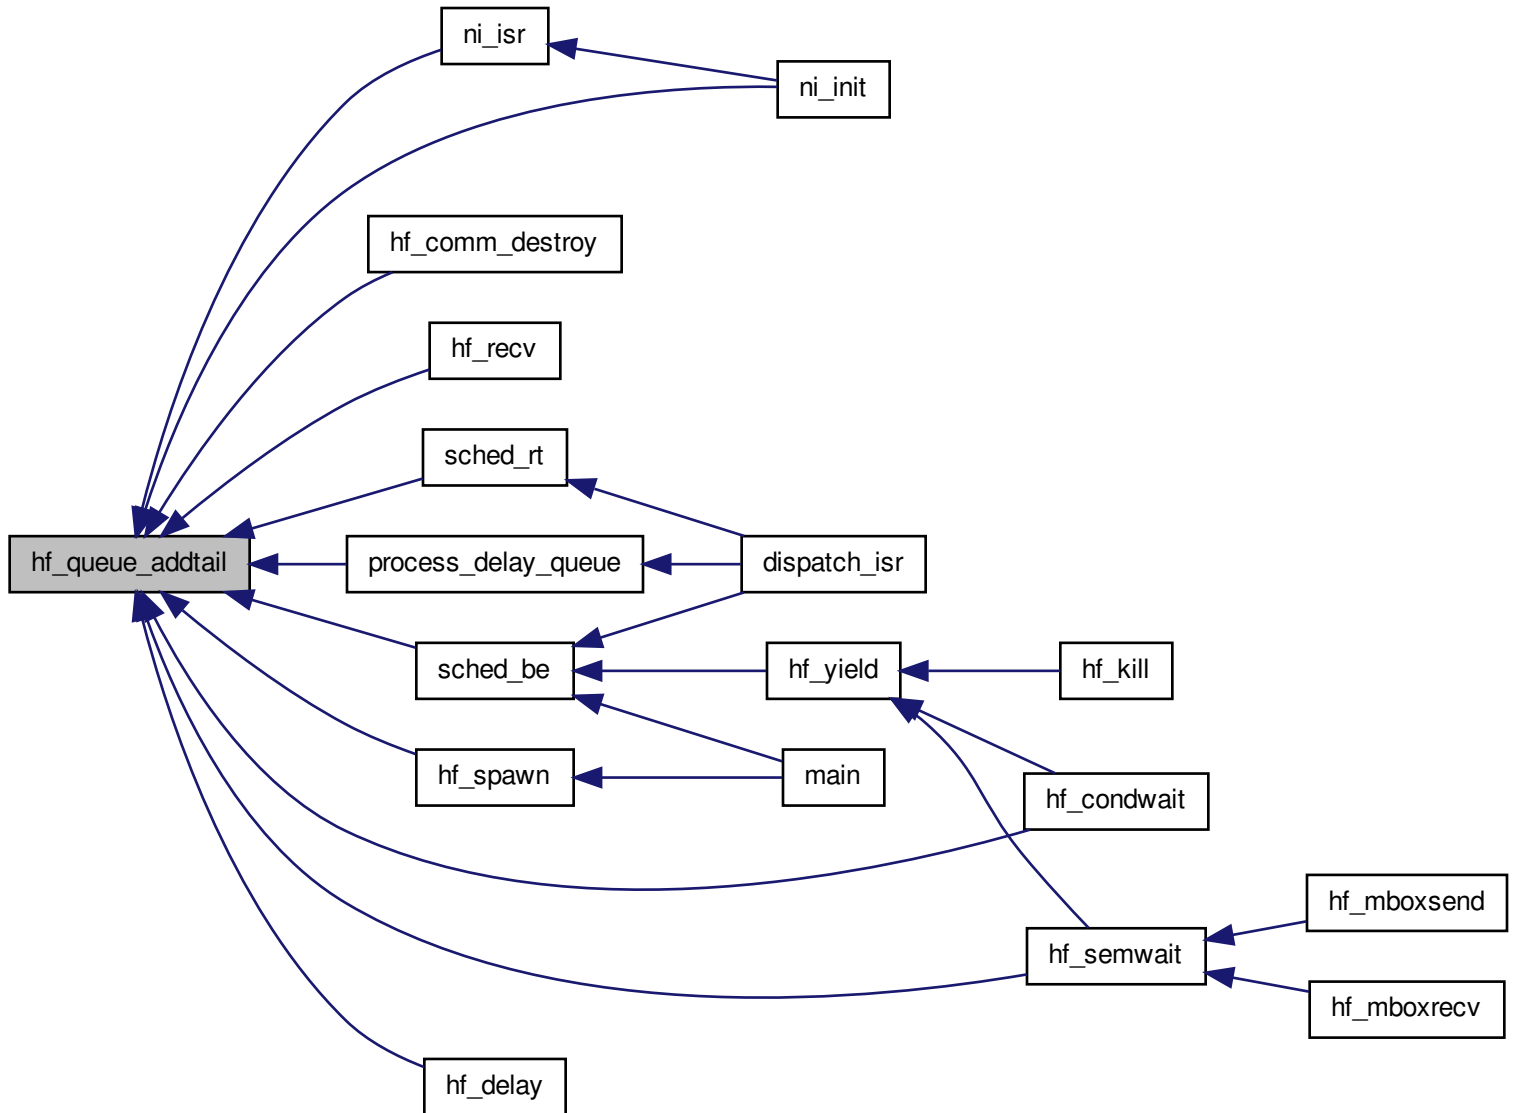 ni_isr
ni_init
hf_comm_destroy
hf_recv
sched_rt
hf_queue_addtail
process_delay_queue
dispatch_isr
sched_be
hf_yield
hf_kill
hf_spawn
main
hf_condwait
hf_mboxsend
hf_semwait
hf_mboxrecv
hf_delay